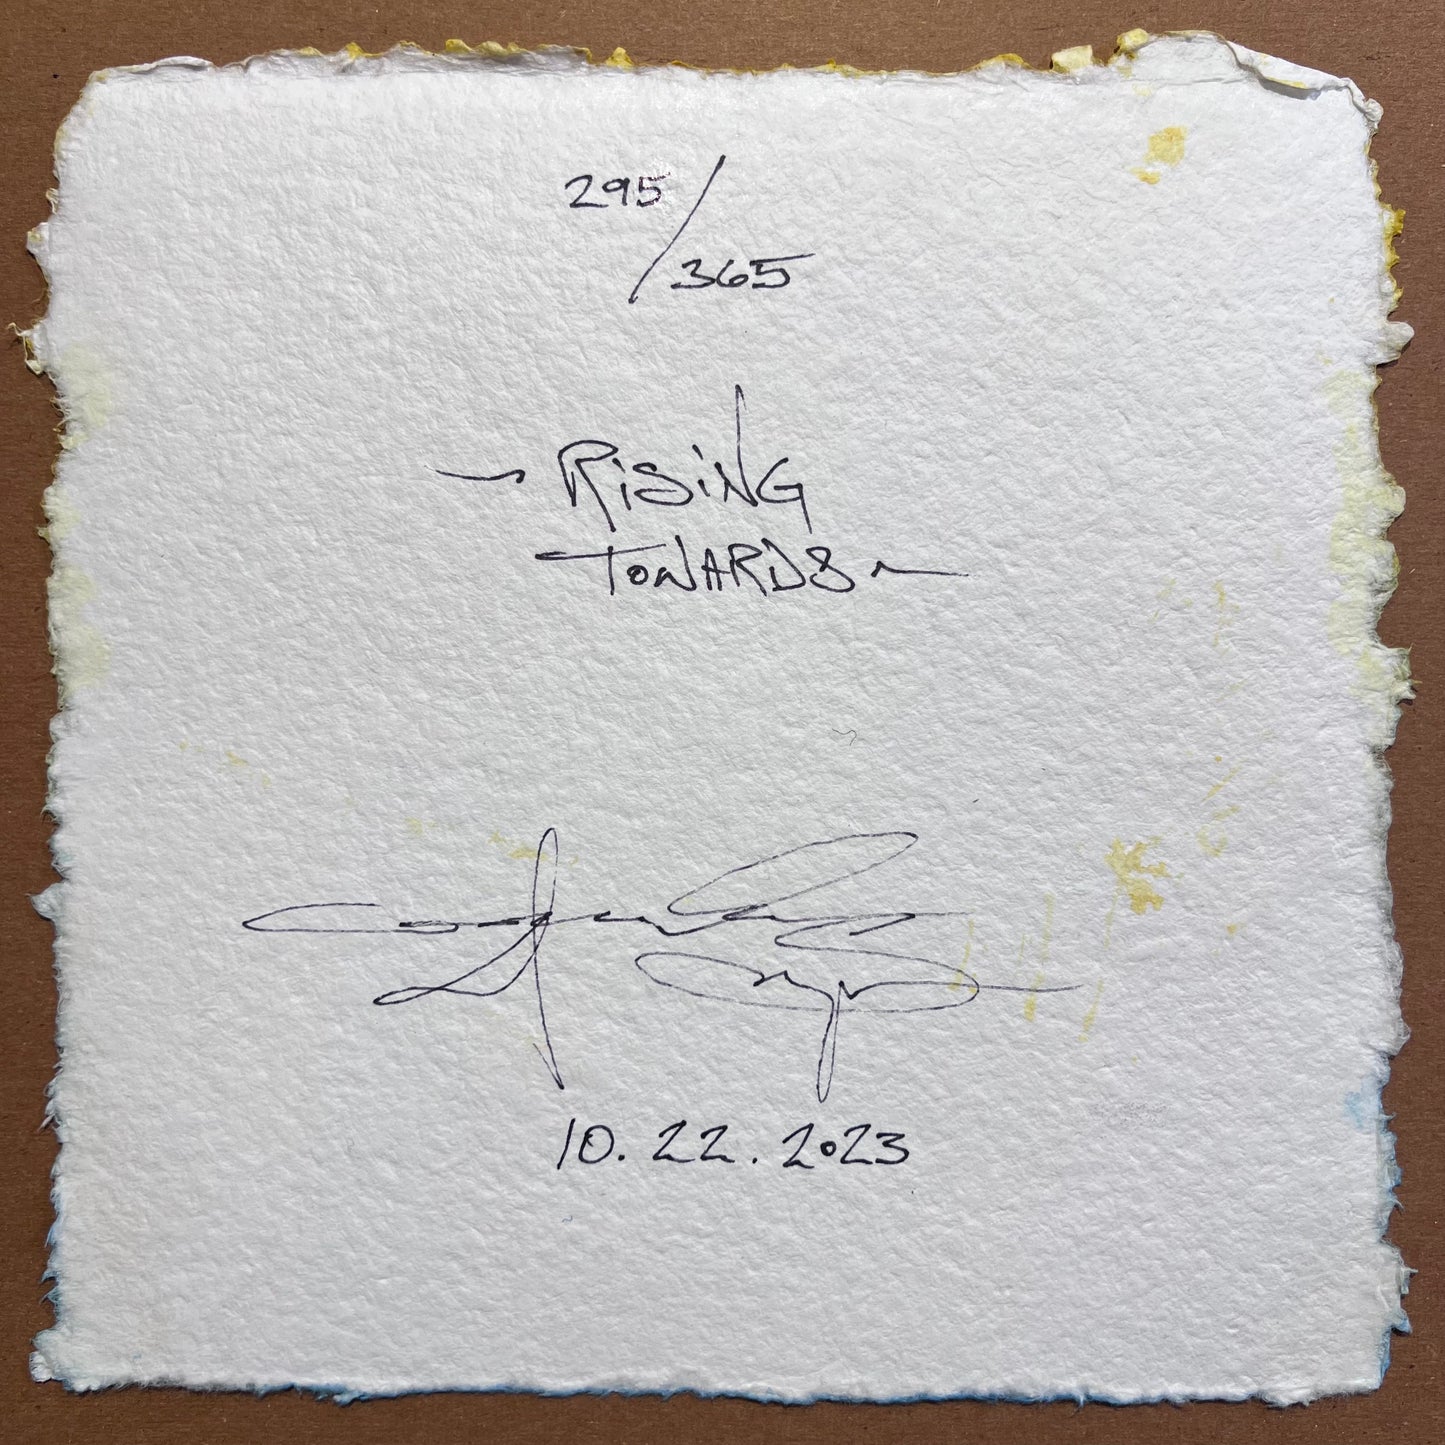 295/
365
~ RiSiNG
TOWARDS ~
10.22.2023